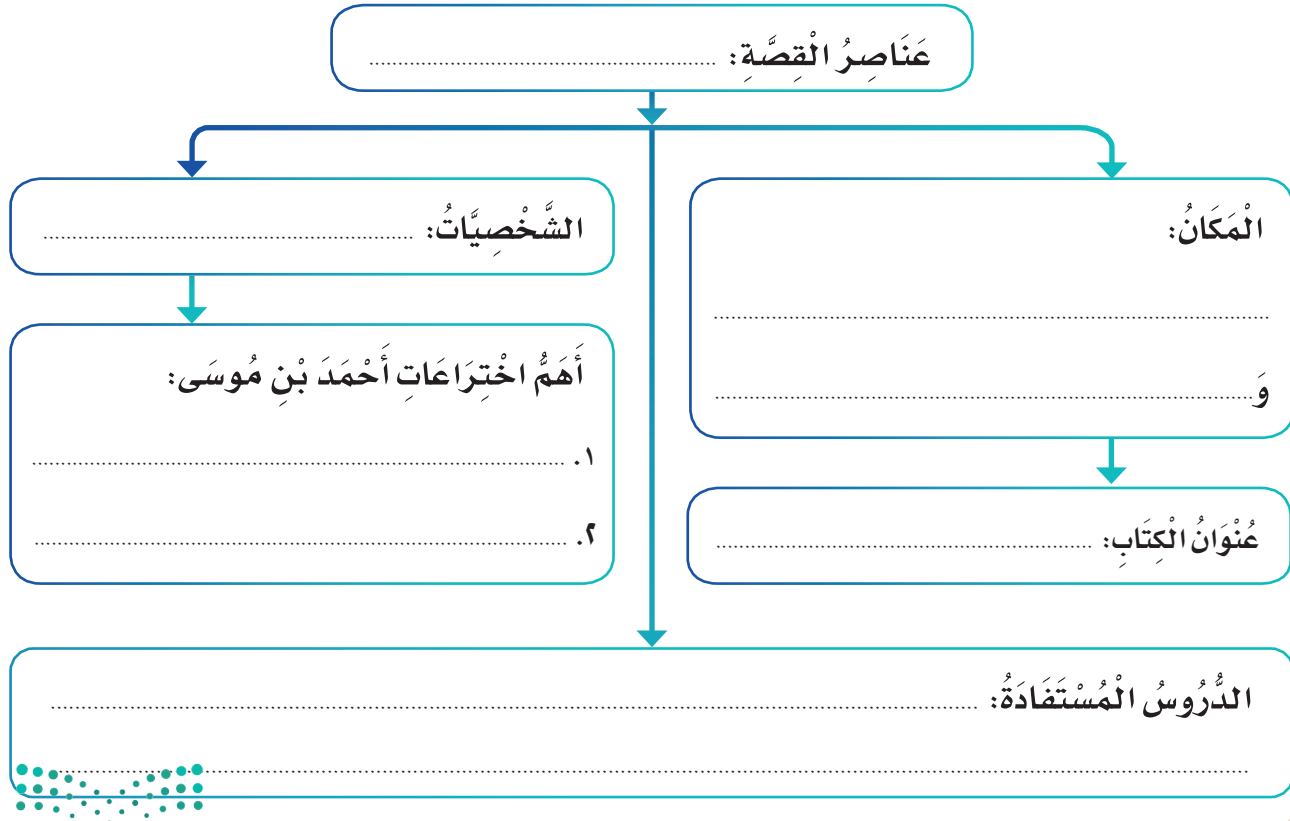 عَنَاصِرُ الْقِصَّةِ: ........................................
الْمَكَانُ:
........................................
وَ ........................................
عُنْوَانُ الْكِتَابِ: ........................................
الشَّخْصِيَّاتُ: ........................................
أَهَمُّ اخْتِرَاعَاتِ أَحْمَدَ بْنِ مُوسَى:
١. ........................................
٢. ........................................
الدُّرُوسُ الْمُسْتَفَادَةُ: ........................................
........................................